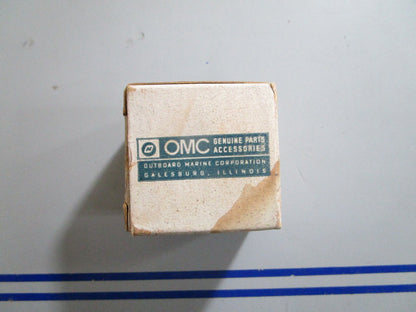 OMC GENUINE PARTS
ACCESSORIES
OUTBOARD MARINE CORPORATION
GALESBURG, ILLINOIS